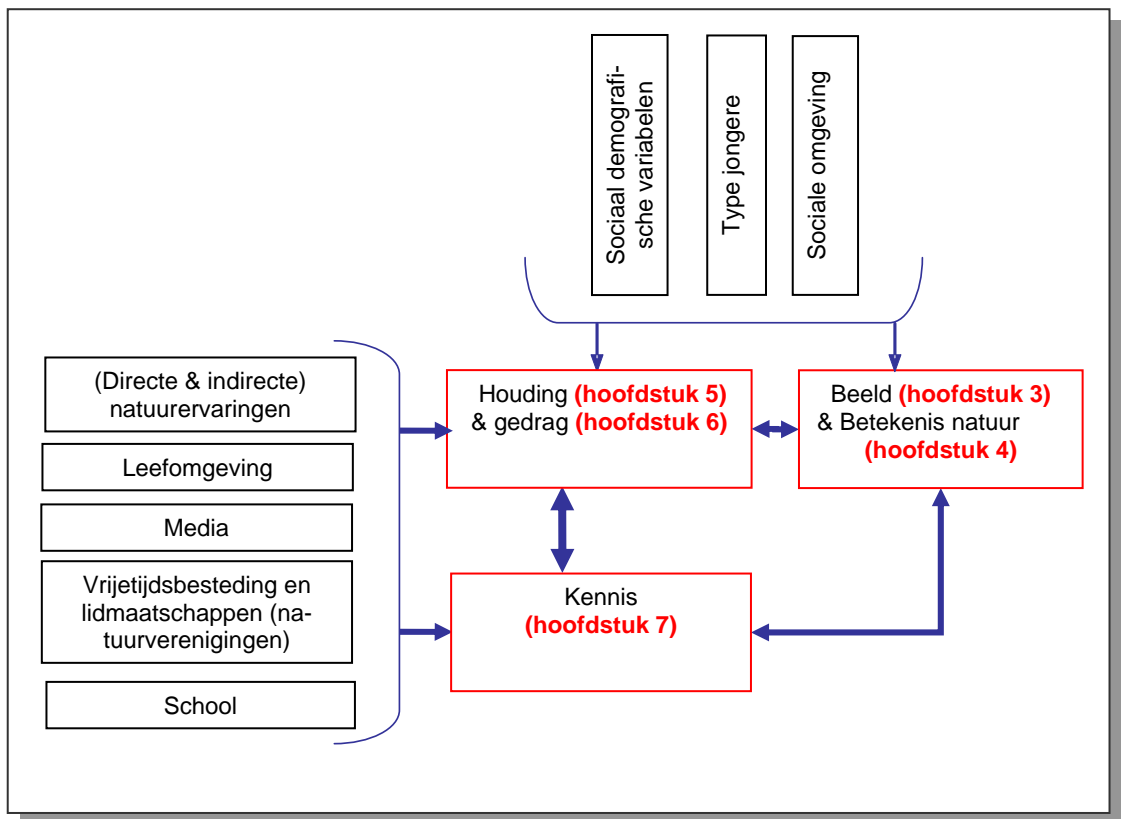 Sociaal demografi-
sche variabelen
Type jongere
Sociale omgeving
(Directe & indirecte)
natuurervaringen
Leefomgeving
Media
Vrijetijdsbesteding en
lidmaatschappen (na-
tuurverenigingen)
School
Houding (hoofdstuk 5)
& gedrag (hoofdstuk 6)
Beeld (hoofdstuk 3)
& Betekenis natuur
(hoofdstuk 4)
Kennis
(hoofdstuk 7)